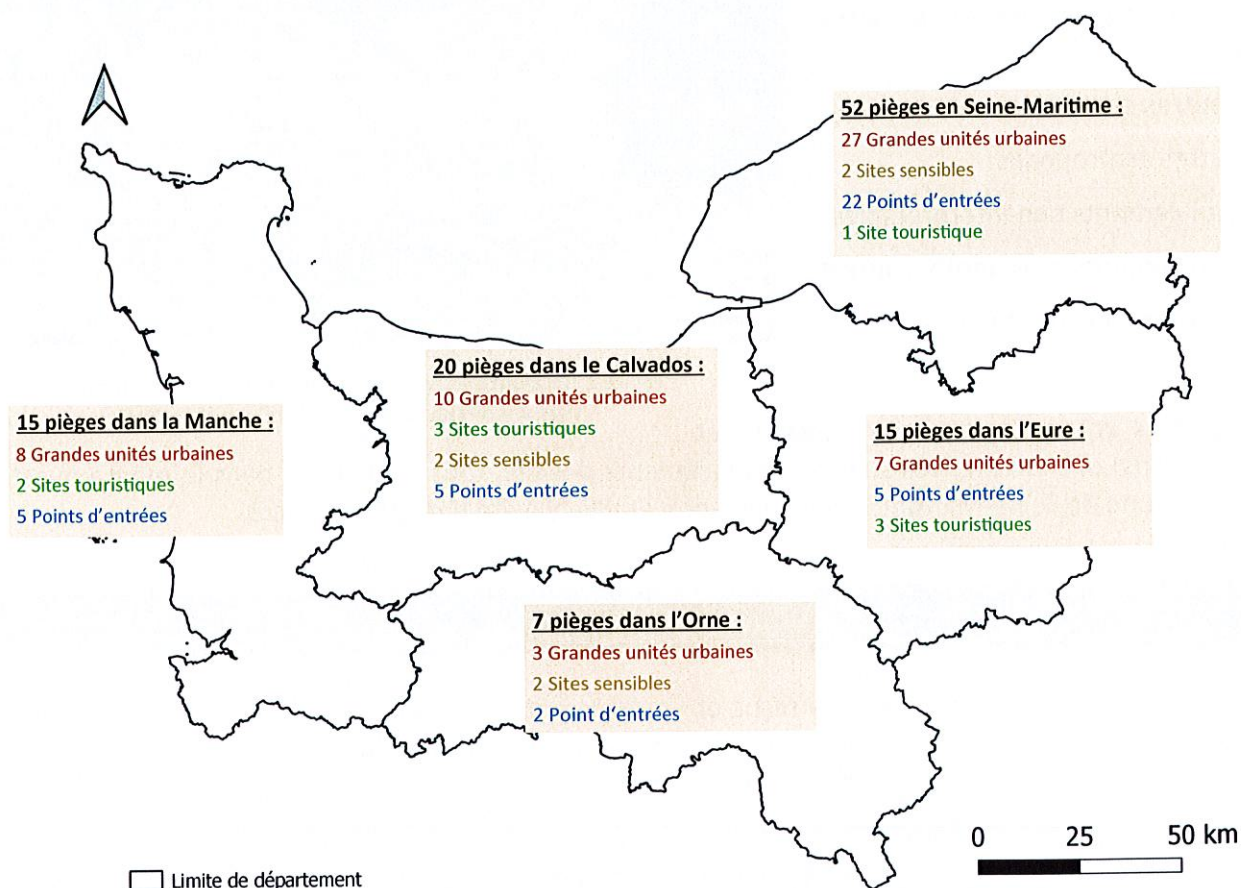 52 pièges en Seine-Maritime :
27 Grandes unités urbaines
2 Sites sensibles
22 Points d'entrées
1 Site touristique
20 pièges dans le Calvados :
10 Grandes unités urbaines
3 Sites touristiques
2 Sites sensibles
5 Points d'entrées
15 pièges dans la Manche :
8 Grandes unités urbaines
2 Sites touristiques
5 Points d'entrées
15 pièges dans l'Eure :
7 Grandes unités urbaines
5 Points d'entrées
3 Sites touristiques
7 pièges dans l'Orne :
3 Grandes unités urbaines
2 Sites sensibles
2 Point d'entrées
0 25 50 km
Limite de département